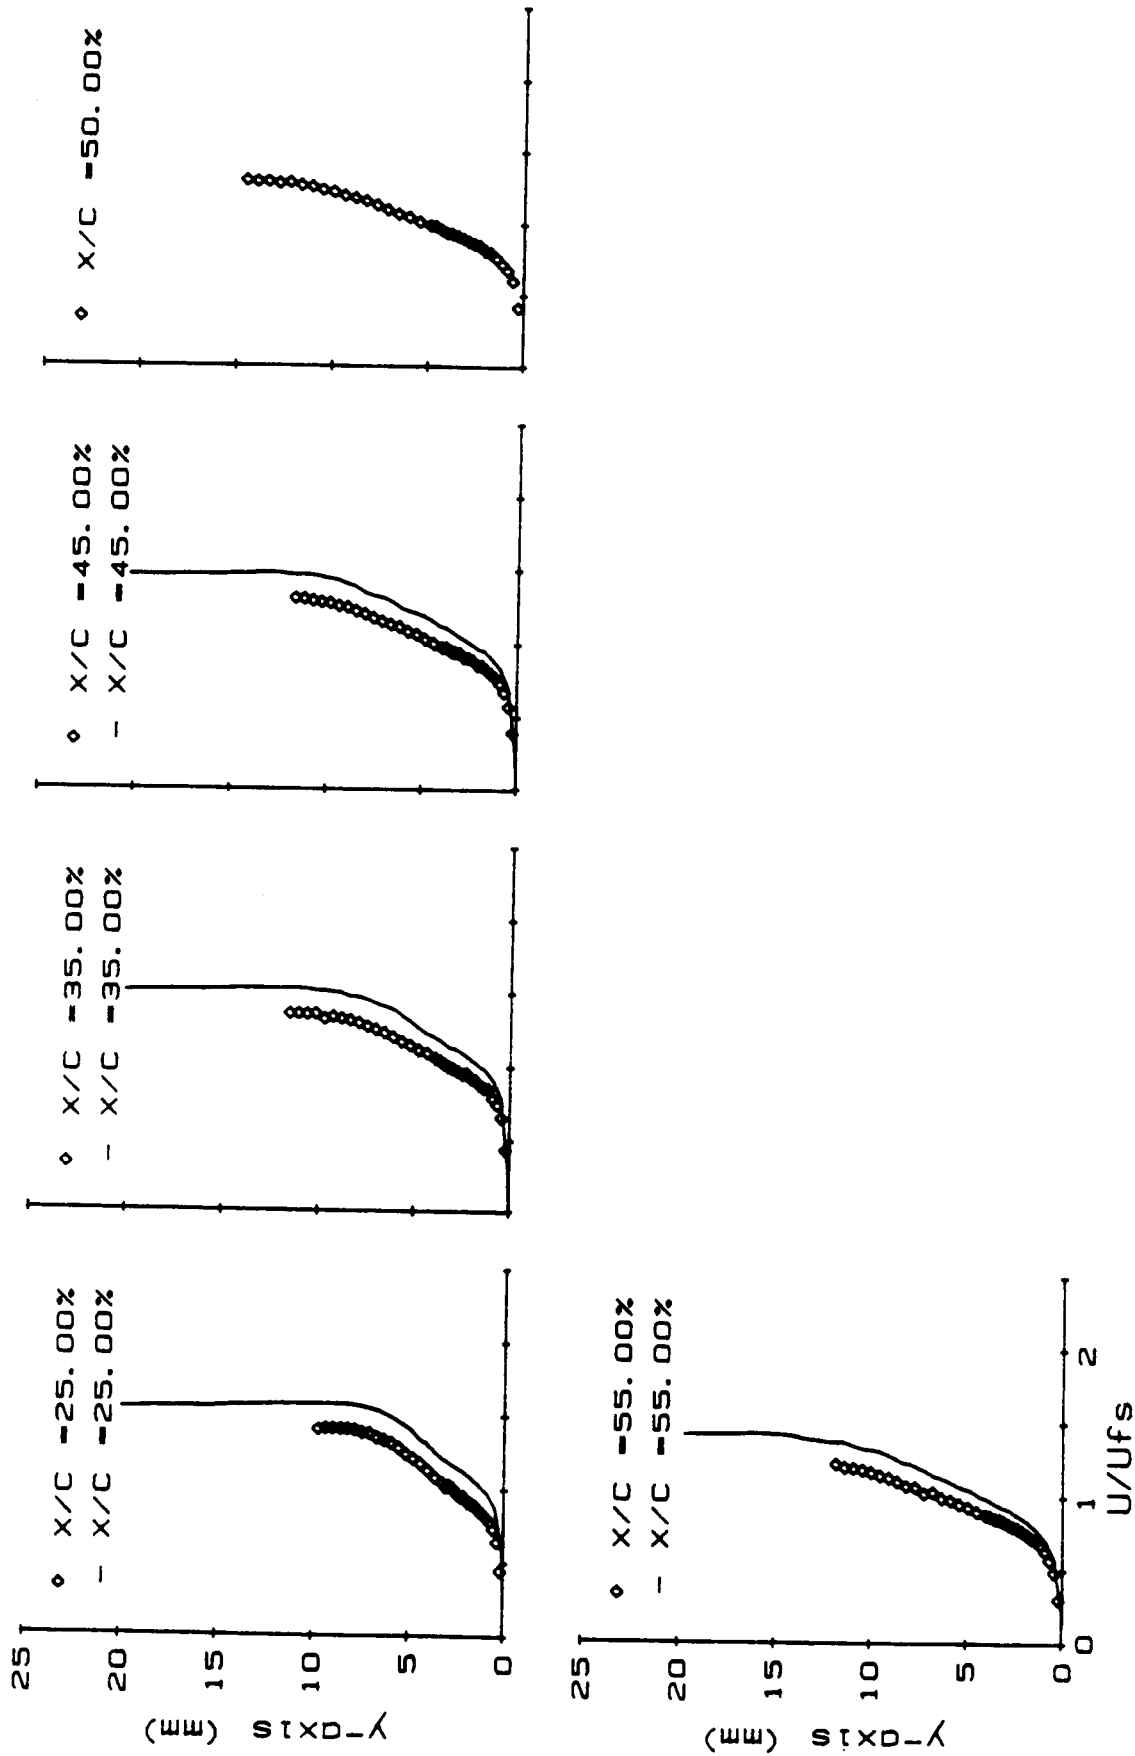 ◇ X/C =25.00%
— X/C =25.00%
◇ X/C =35.00%
— X/C =35.00%
◇ X/C =45.00%
— X/C =45.00%
◇ X/C =50.00%
25
20
15
10
5
0
y-axis (mm)
◇ X/C =55.00%
— X/C =55.00%
25
20
15
10
5
0
y-axis (mm)
0 1 2
U/Ufs